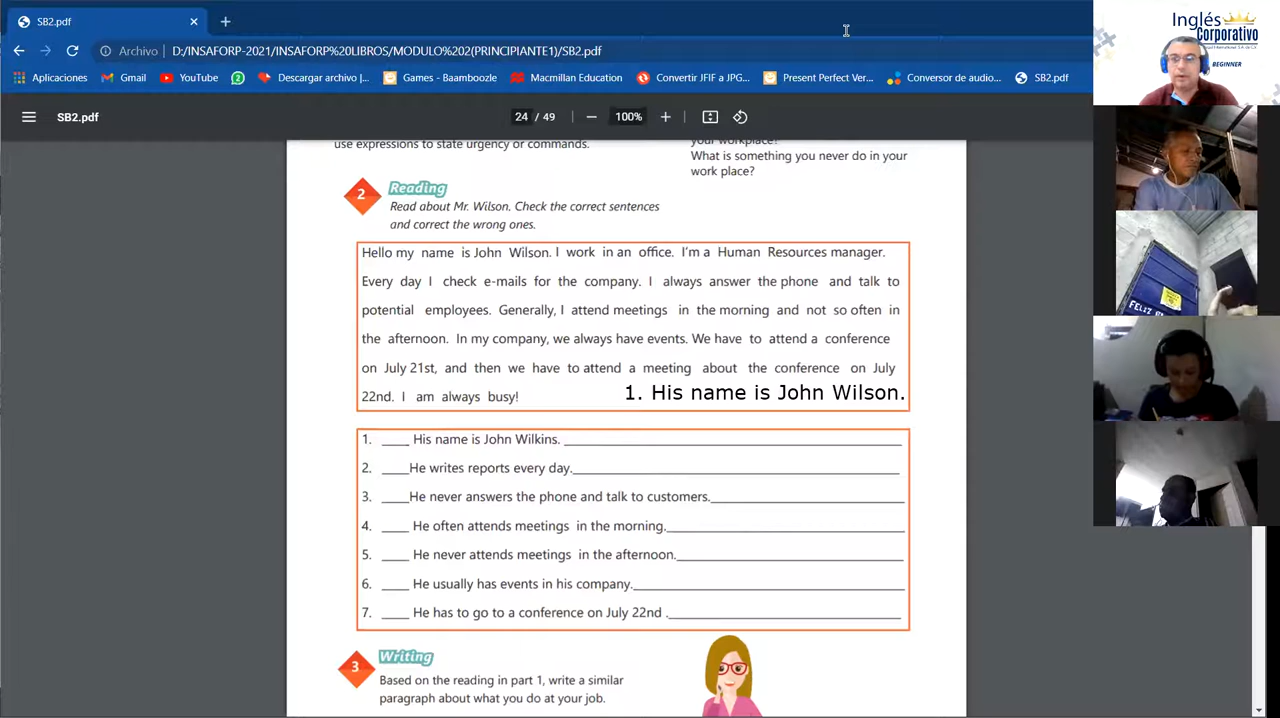 SB2.pdf
Archivo | D:/INSAFORP-2021/INSAFORP%20LIBROS/MODULO%202(PRINCIPIANTE1)/SB2.pdf
Aplicaciones Gmail YouTube Descargar archivo |... Games - Baamb... Macmillan Education Convertir JFIF a JPG... Present Perfect Ver... Conversor de audio... SB2.pdf
SB2.pdf 24 / 49 100%
use expressions to state urgency or commands.
your workplace?
What is something you never do in your
work place?
2 Reading
Read about Mr. Wilson. Check the correct sentences
and correct the wrong ones.
Hello my name is John Wilson. I work in an office. I'm a Human Resources manager.
Every day I check e-mails for the company. I always answer the phone and talk to
potential employees. Generally, I attend meetings in the morning and not so often in
the afternoon. In my company, we always have events. We have to attend a conference
on July 21st, and then we have to attend a meeting about the conference on July
22nd. I am always busy!
1. His name is John Wilson.
1. ____ His name is John Wilkins. ____
2. ____He writes reports every day.____
3. ____He never answers the phone and talk to customers.____
4. ____ He often attends meetings in the morning.____
5. ____ He never attends meetings in the afternoon.____
6. ____ He usually has events in his company.____
7. ____ He has to go to a conference on July 22nd .____
3 Writing
Based on the reading in part 1, write a similar
paragraph about what you do at your job.
Inglés
Corporativo
BEGINNER